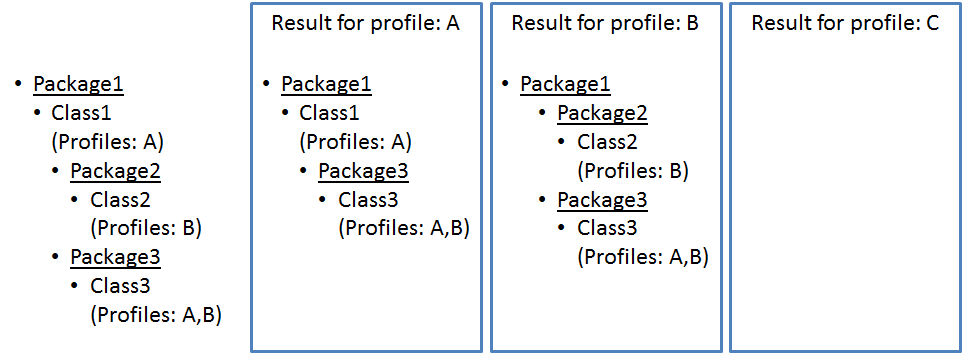 • Package1
• Class1
(Profiles: A)
• Package2
• Class2
(Profiles: B)
• Package3
• Class3
(Profiles: A,B)
Result for profile: A
• Package1
• Class1
(Profiles: A)
• Package3
• Class3
(Profiles: A,B)
Result for profile: B
• Package1
• Package2
• Class2
(Profiles: B)
• Package3
• Class3
(Profiles: A,B)
Result for profile: C